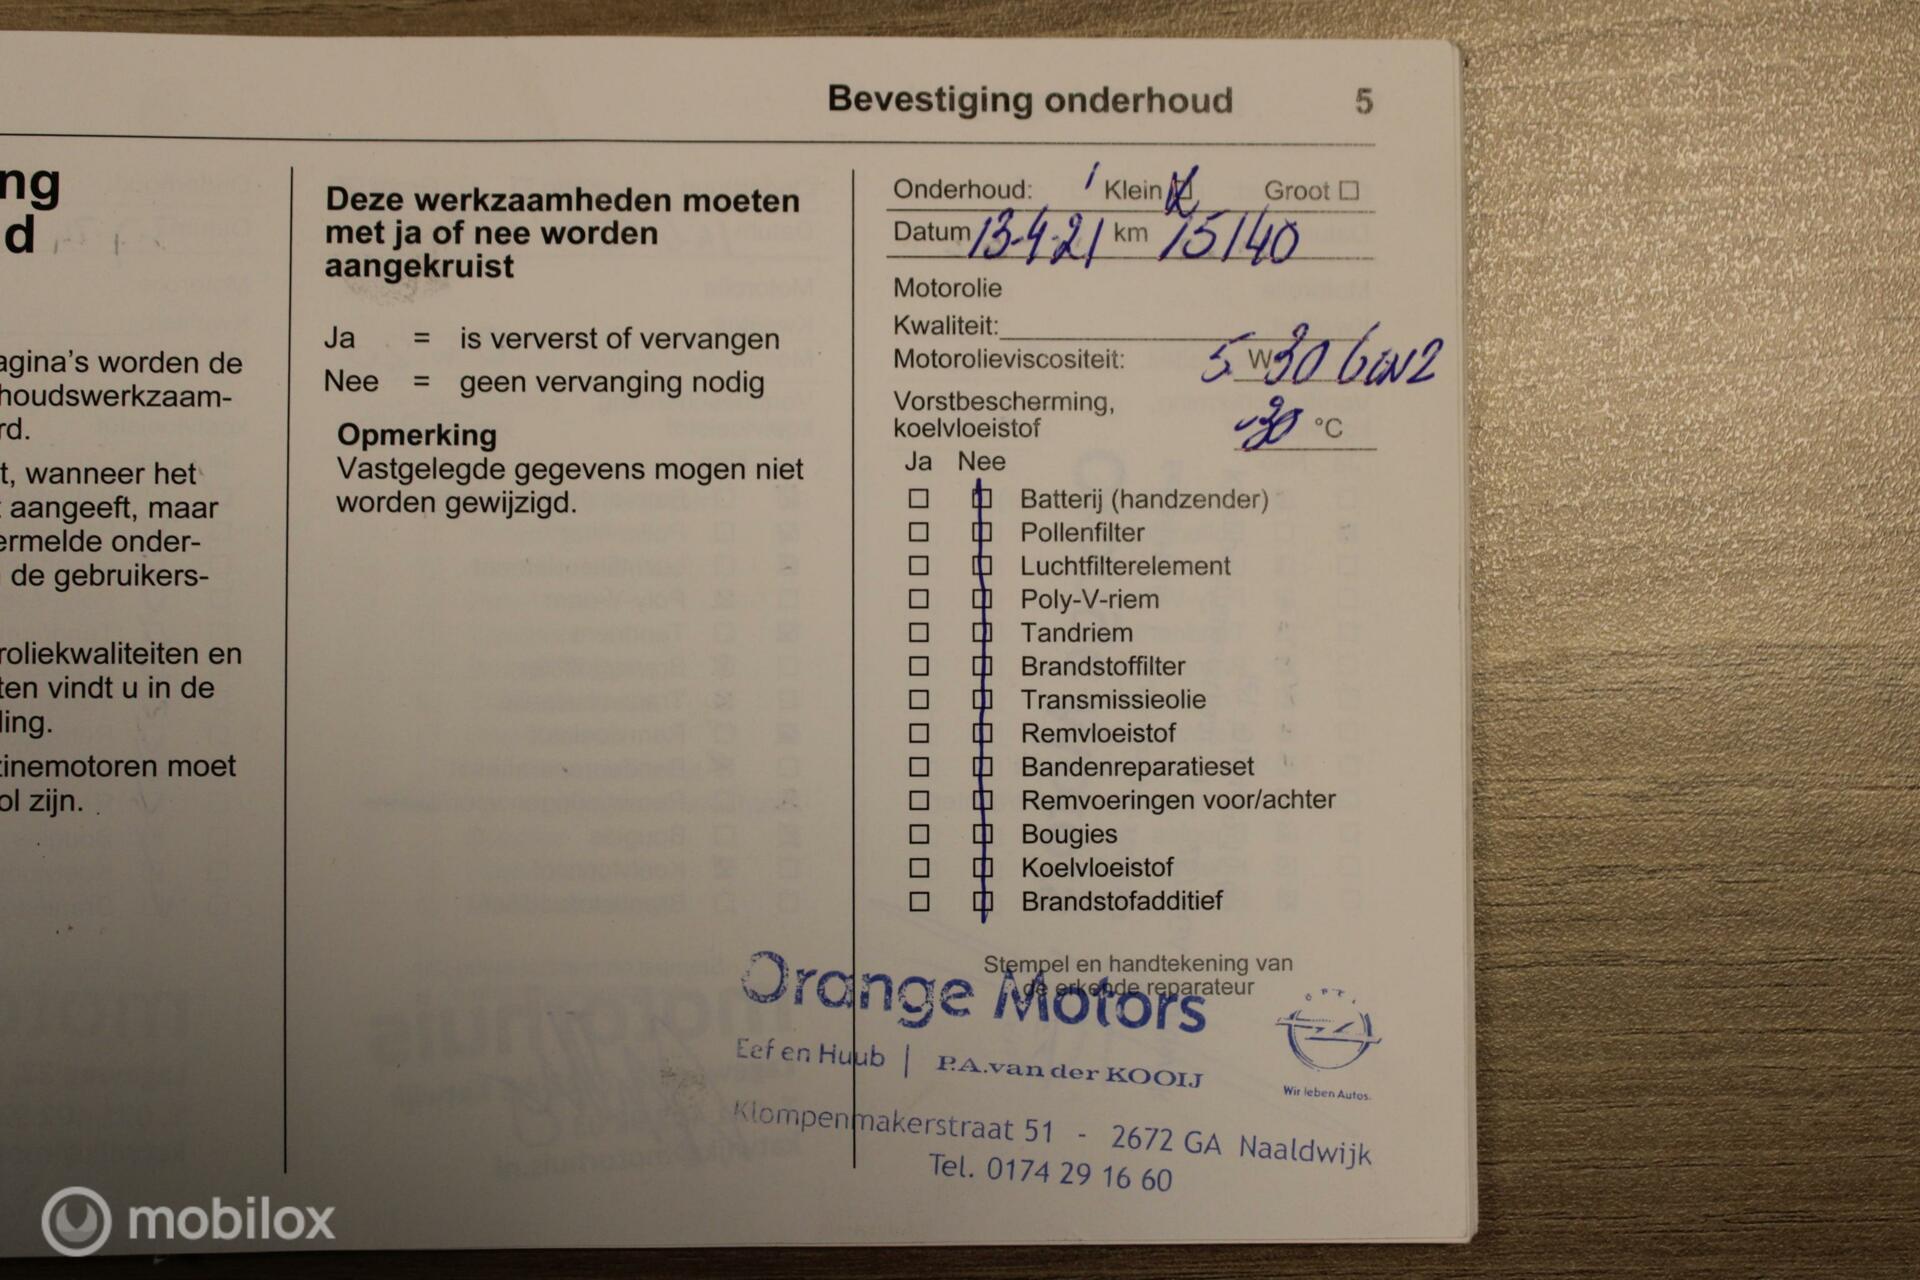 Bevestiging onderhoud 5
ng
d
agina's worden de
houdswerkzaam-
rd.
t, wanneer het
t aangeeft, maar
ermelde onder-
de gebruikers-
roliekwaliteiten en
ten vindt u in de
ling.
zinemotoren moet
ol zijn.
Deze werkzaamheden moeten
met ja of nee worden
aangekruist
Ja = is ververst of vervangen
Nee = geen vervanging nodig
Opmerking
Vastgelegde gegevens mogen niet
worden gewijzigd.
Onderhoud: Klein Groot
Datum 13-4-21 km 15140
Motorolie
Kwaliteit:
Motorolieviscositeit: 5 W 30 Gen2
Vorstbescherming,
koelvloeistof -30 °C
Ja Nee
Batterij (handzender)
Pollenfilter
Luchtfilterelement
Poly-V-riem
Tandriem
Brandstoffilter
Transmissieolie
Remvloeistof
Bandenreparatieset
Remvoeringen voor/achter
Bougies
Koelvloeistof
Brandstofadditief
Stempel en handtekening van
de erkende reparateur
Orange Motors
Eef en Huub | P.A. van der KOOIJ
Wir leben Autos.
Klompenmakerstraat 51 - 2672 GA Naaldwijk
Tel. 0174 29 16 60
mobilox